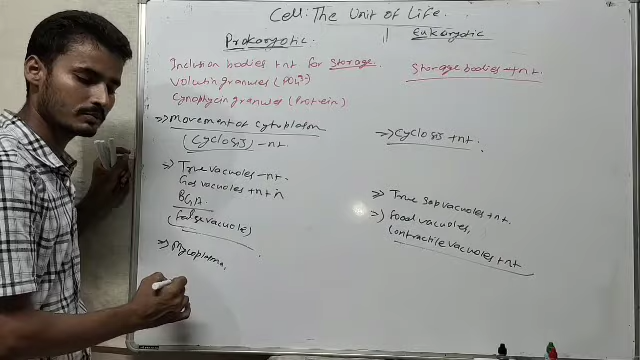 Cell: The Unit of Life.
Prokaryotic.
Eukaryotic
Inclusion bodies +nt for storage.
Volutin granules (PO₄³⁻)
Cynophycin granules (Protein)
Storage bodies -nt.
=> Movement of cytoplasm
(Cyclosis) -nt.
=> Cyclosis +nt.
=> True vacuoles -nt.
Gas vacuoles +nt in
BGA.
(False vacuole)
=> True sap vacuoles +nt.
=> Food vacuoles,
Contractile vacuoles +nt
=> Mycoplasma,